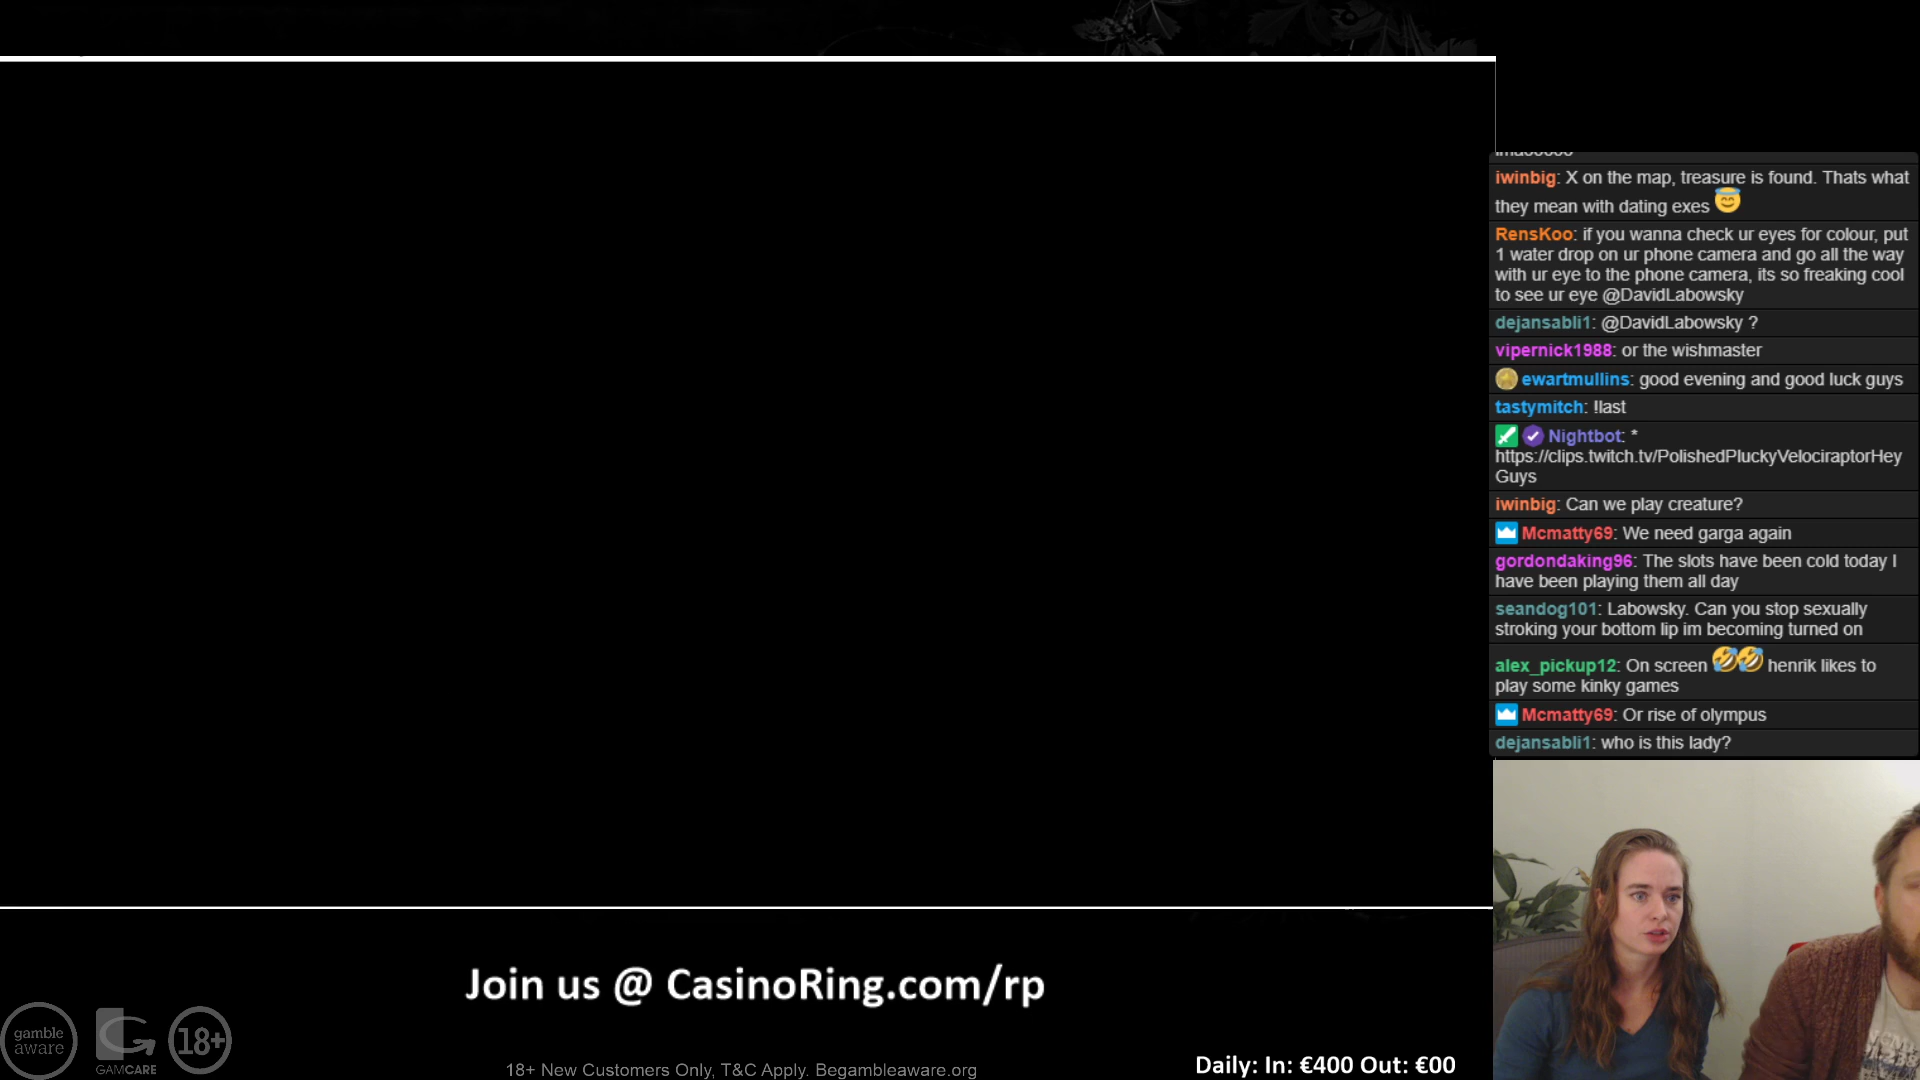 iwinbig: X on the map, treasure is found. Thats what
they mean with dating exes
RensKoo: if you wanna check ur eyes for colour, put
1 water drop on ur phone camera and go all the way
with ur eye to the phone camera, its so freaking cool
to see ur eye @DavidLabowsky
dejansabli1: @DavidLabowsky ?
vipernick1988: or the wishmaster
ewartmullins: good evening and good luck guys
tastymitch: !last
Nightbot: *
https://clips.twitch.tv/PolishedPluckyVelociraptorHey
Guys
iwinbig: Can we play creature?
Mcmatty69: We need garga again
gordondaking96: The slots have been cold today I
have been playing them all day
seandog101: Labowsky. Can you stop sexually
stroking your bottom lip im becoming turned on
alex_pickup12: On screen henrik likes to
play some kinky games
Mcmatty69: Or rise of olympus
dejansabli1: who is this lady?
Join us @ CasinoRing.com/rp
gamble
aware
GAMCARE
18+
18+ New Customers Only, T&C Apply. Begambleaware.org
Daily: In: €400 Out: €00